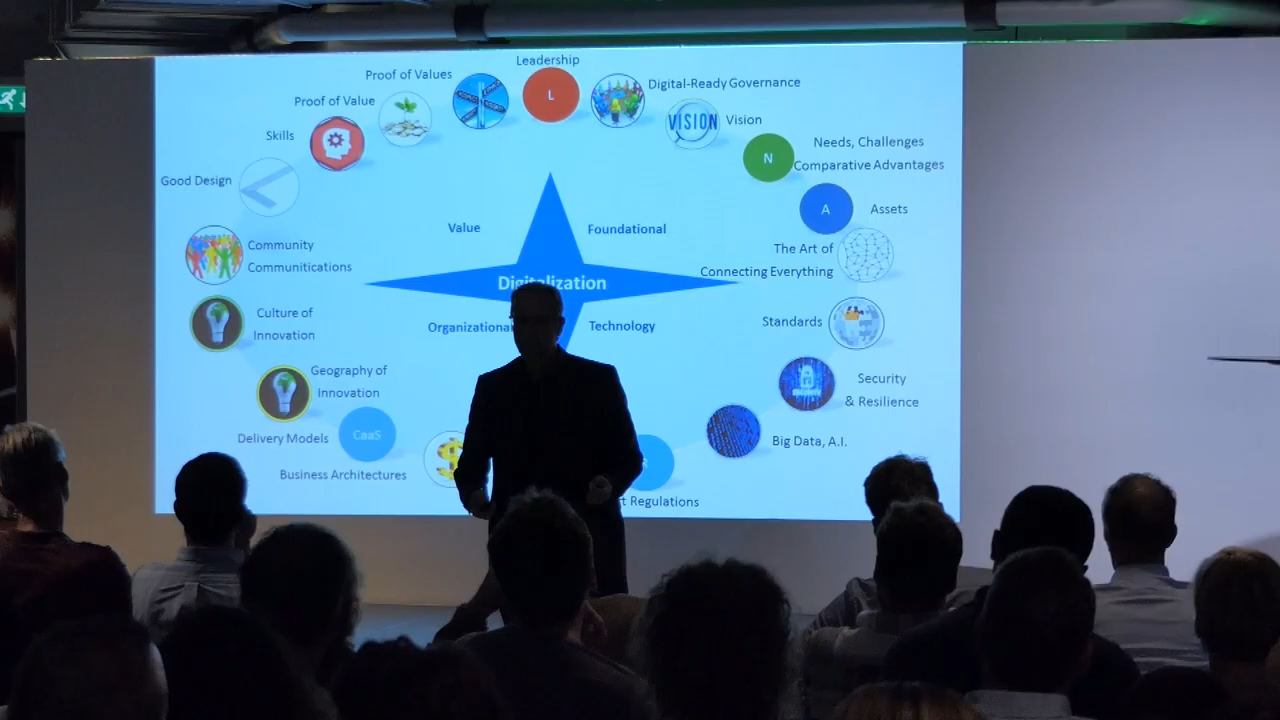 Leadership
Proof of Values
L
Digital-Ready Governance
Proof of Value
VISION
Vision
Skills
N
Needs, Challenges
Comparative Advantages
Good Design
A
Assets
Value
Foundational
Community
Communitications
The Art of
Connecting Everything
Digitalization
Culture of
Innovation
Organizational
Technology
Standards
Geography of
Innovation
Security
& Resilience
Delivery Models
CaaS
Big Data, A.I.
Business Architectures
$
Regulations